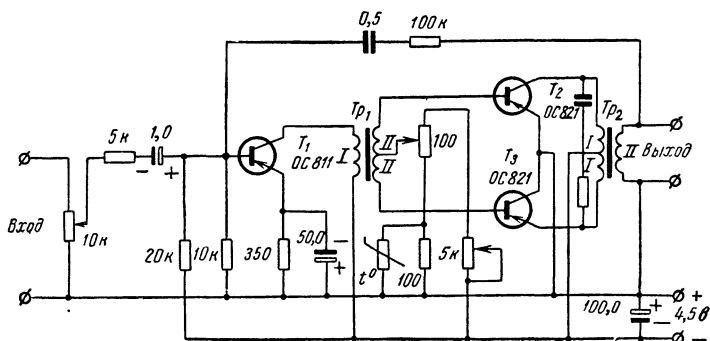 0,5
100к
5к
1,0
−
+
Т₁
ОС811
Тр₁
I
II
II
100
Т₂
ОС821
Т₃
ОС821
Тр₂
I
I
II Выход
Вход
10к
20к
10к
350
50,0
−
+
t°
100
5к
100,0
+
−
+
4,5в
−